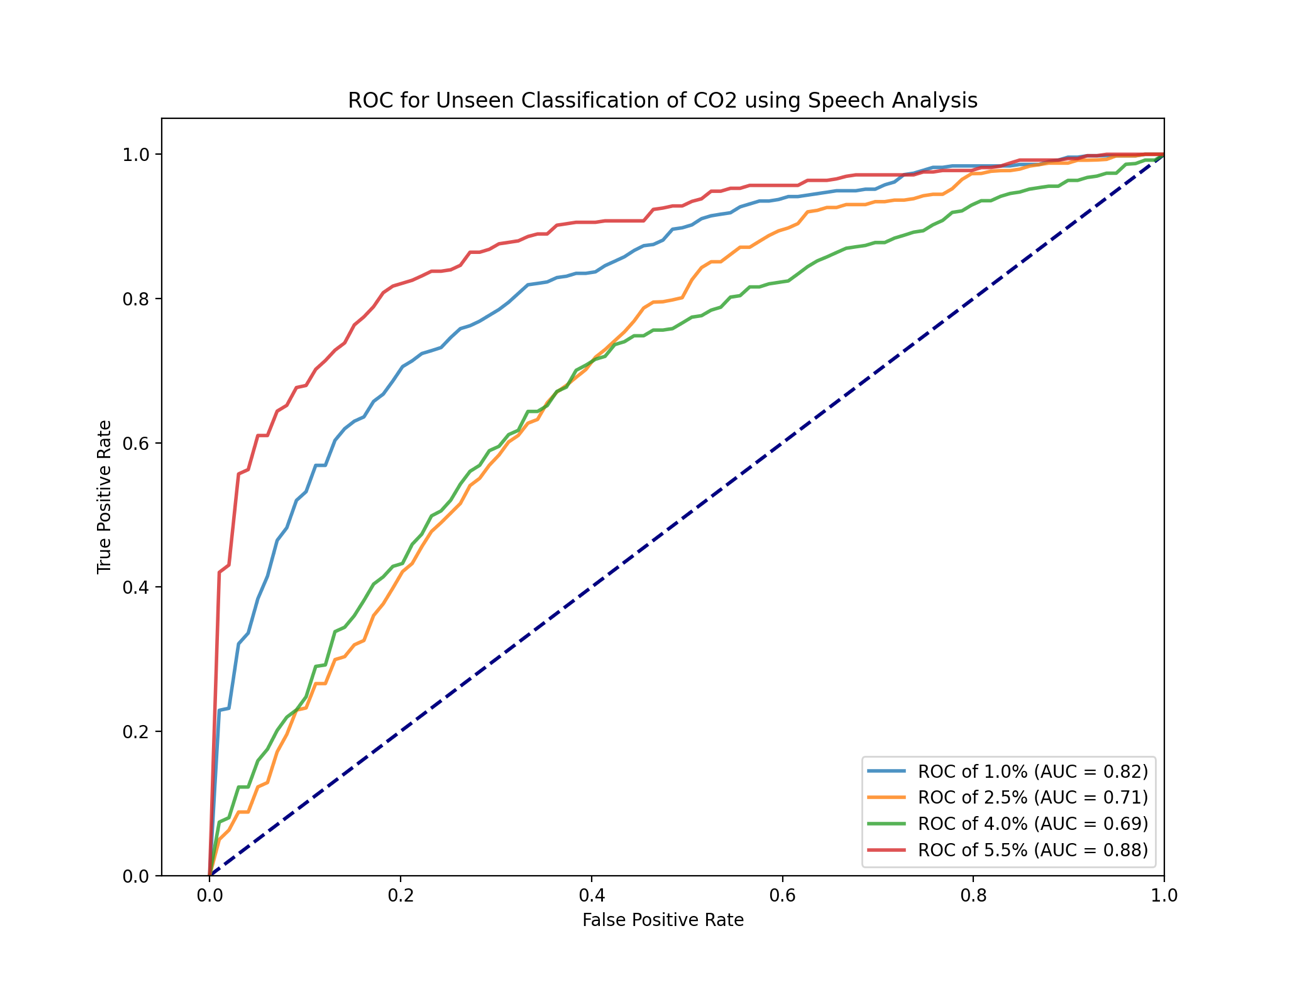 ROC for Unseen Classification of CO2 using Speech Analysis
True Positive Rate
1.0
0.8
0.6
0.4
0.2
0.0
0.0 0.2 0.4 0.6 0.8 1.0
False Positive Rate
ROC of 1.0% (AUC = 0.82)
ROC of 2.5% (AUC = 0.71)
ROC of 4.0% (AUC = 0.69)
ROC of 5.5% (AUC = 0.88)